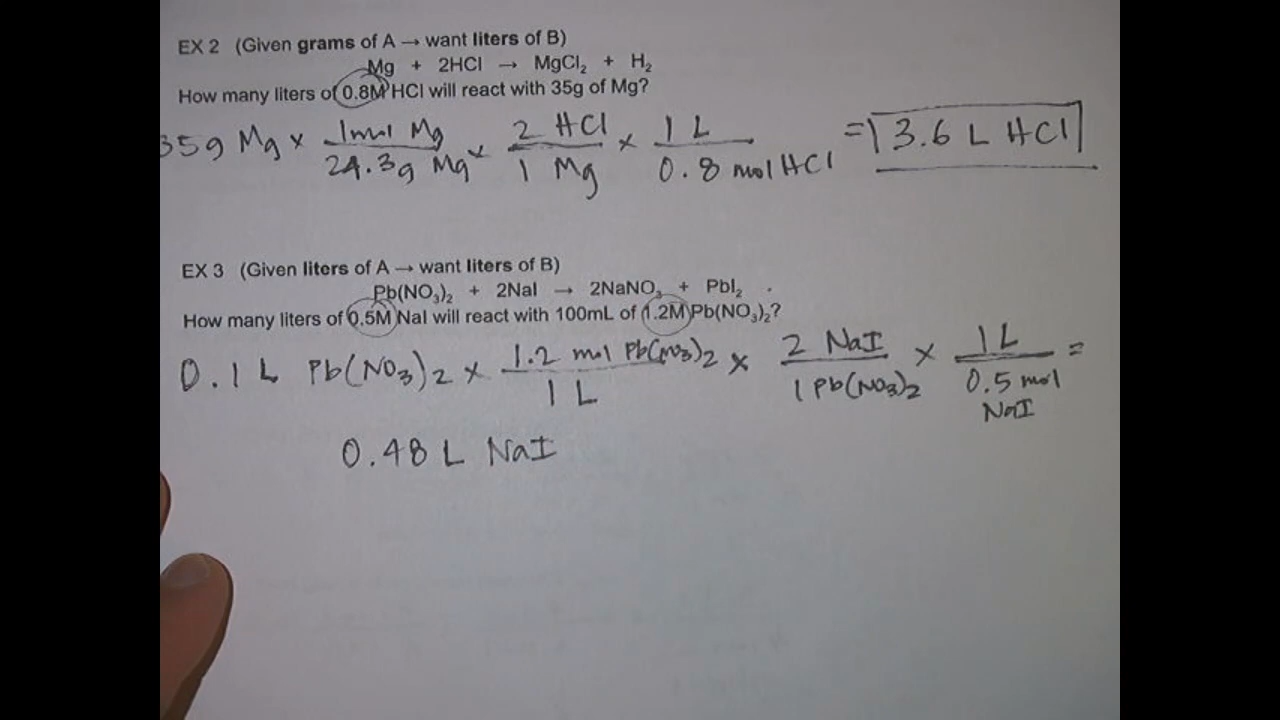 EX 2 (Given grams of A → want liters of B)
Mg + 2HCl → MgCl₂ + H₂
How many liters of 0.8M HCl will react with 35g of Mg?
35g Mg x 1mol Mg / 24.3g Mg x 2 HCl / 1 Mg x 1 L / 0.8 mol HCl = 3.6 L HCl
EX 3 (Given liters of A → want liters of B)
Pb(NO₃)₂ + 2NaI → 2NaNO₃ + PbI₂ .
How many liters of 0.5M NaI will react with 100mL of 1.2M Pb(NO₃)₂?
0.1 L Pb(NO₃)₂ x 1.2 mol Pb(NO₃)₂ / 1 L x 2 NaI / 1 Pb(NO₃)₂ x 1 L / 0.5 mol NaI =
0.48 L NaI